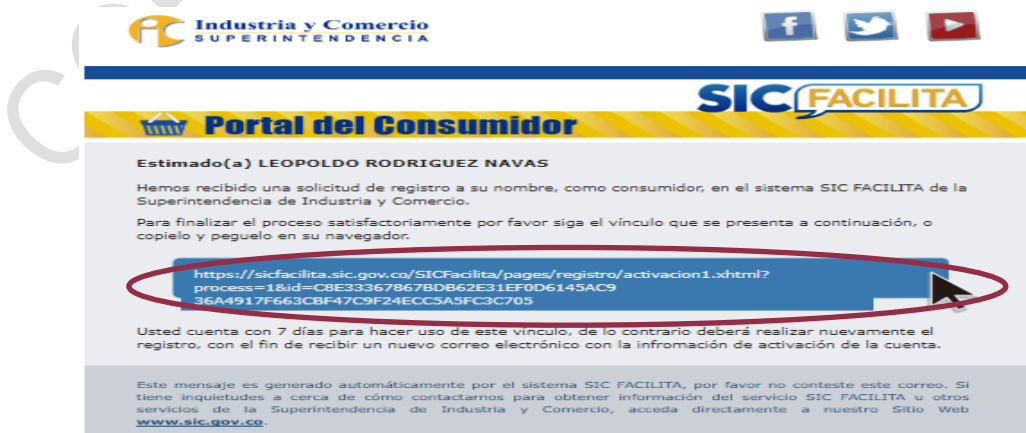 Industria y Comercio
SUPERINTENDENCIA
SIC FACILITA
Portal del Consumidor
Estimado(a) LEOPOLDO RODRIGUEZ NAVAS
Hemos recibido una solicitud de registro a su nombre, como consumidor, en el sistema SIC FACILITA de la
Superintendencia de Industria y Comercio.
Para finalizar el proceso satisfactoriamente por favor siga el vínculo que se presenta a continuación, o
copielo y peguelo en su navegador.
https://sicfacilita.sic.gov.co/SICFacilita/pages/registro/activacion1.xhtml?
process=1&id=C8E33367867BDB62E31EF0D6145AC9
36A4917F663CBF47C9F24ECC5A5FC3C705
Usted cuenta con 7 días para hacer uso de este vínculo, de lo contrario deberá realizar nuevamente el
registro, con el fin de recibir un nuevo correo electrónico con la infromación de activación de la cuenta.
Este mensaje es generado automáticamente por el sistema SIC FACILITA, por favor no conteste este correo. Si
tiene inquietudes a cerca de cómo contactarnos para obtener información del servicio SIC FACILITA u otros
servicios de la Superintendencia de Industria y Comercio, acceda directamente a nuestro Sitio Web
www.sic.gov.co.